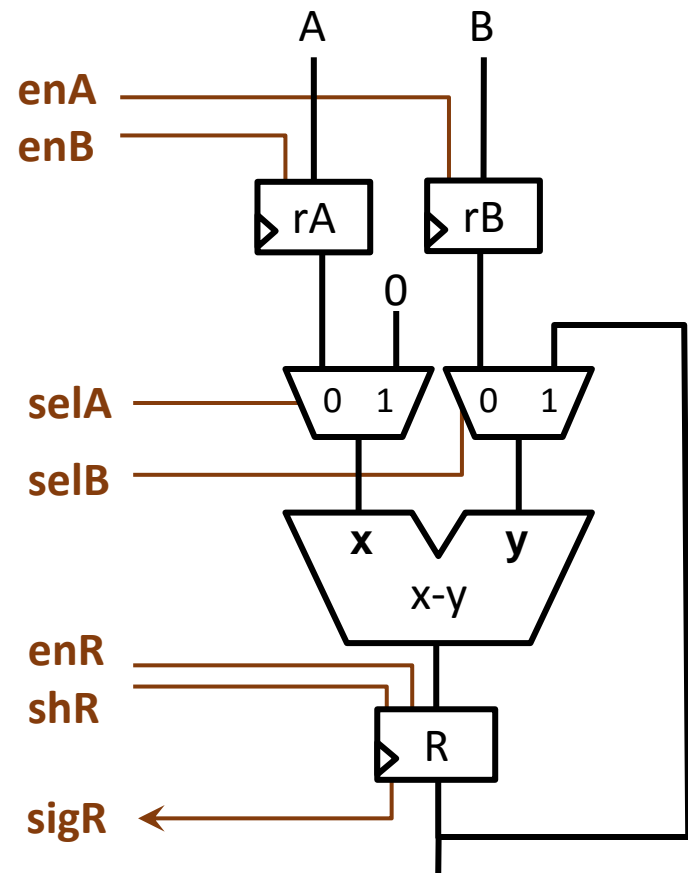 A B
enA
enB
rA rB
0
selA 0 1 0 1
selB
x y
x-y
enR
shR
R
sigR